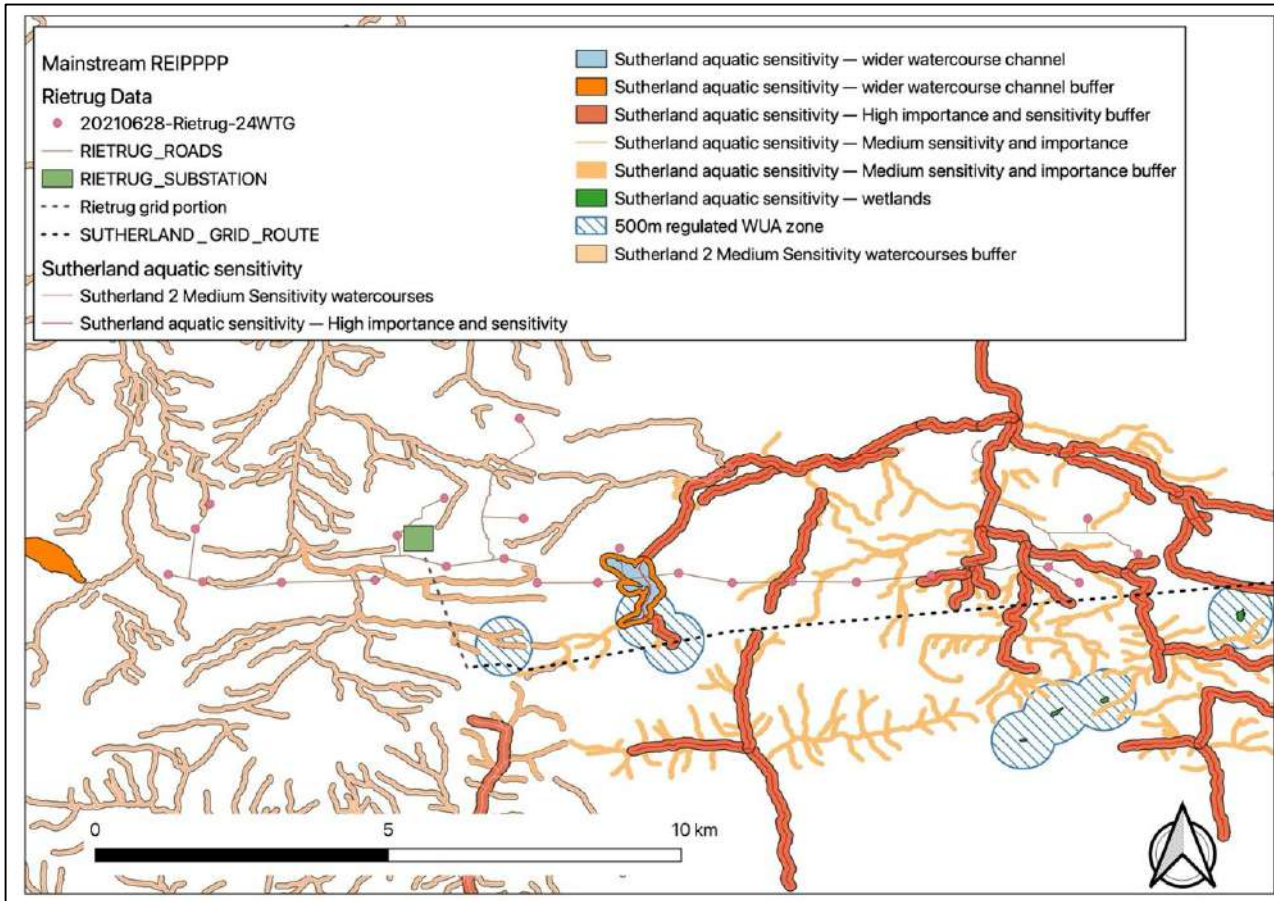 Mainstream REIPPPP
Rietrug Data
20210628-Rietrug-24WTG
RIETRUG_ROADS
RIETRUG_SUBSTATION
Rietrug grid portion
SUTHERLAND_GRID_ROUTE
Sutherland aquatic sensitivity
Sutherland 2 Medium Sensitivity watercourses
Sutherland aquatic sensitivity — High importance and sensitivity
Sutherland aquatic sensitivity — wider watercourse channel
Sutherland aquatic sensitivity — wider watercourse channel buffer
Sutherland aquatic sensitivity — High importance and sensitivity buffer
Sutherland aquatic sensitivity — Medium sensitivity and importance
Sutherland aquatic sensitivity — Medium sensitivity and importance buffer
Sutherland aquatic sensitivity — wetlands
500m regulated WUA zone
Sutherland 2 Medium Sensitivity watercourses buffer
0 5 10 km